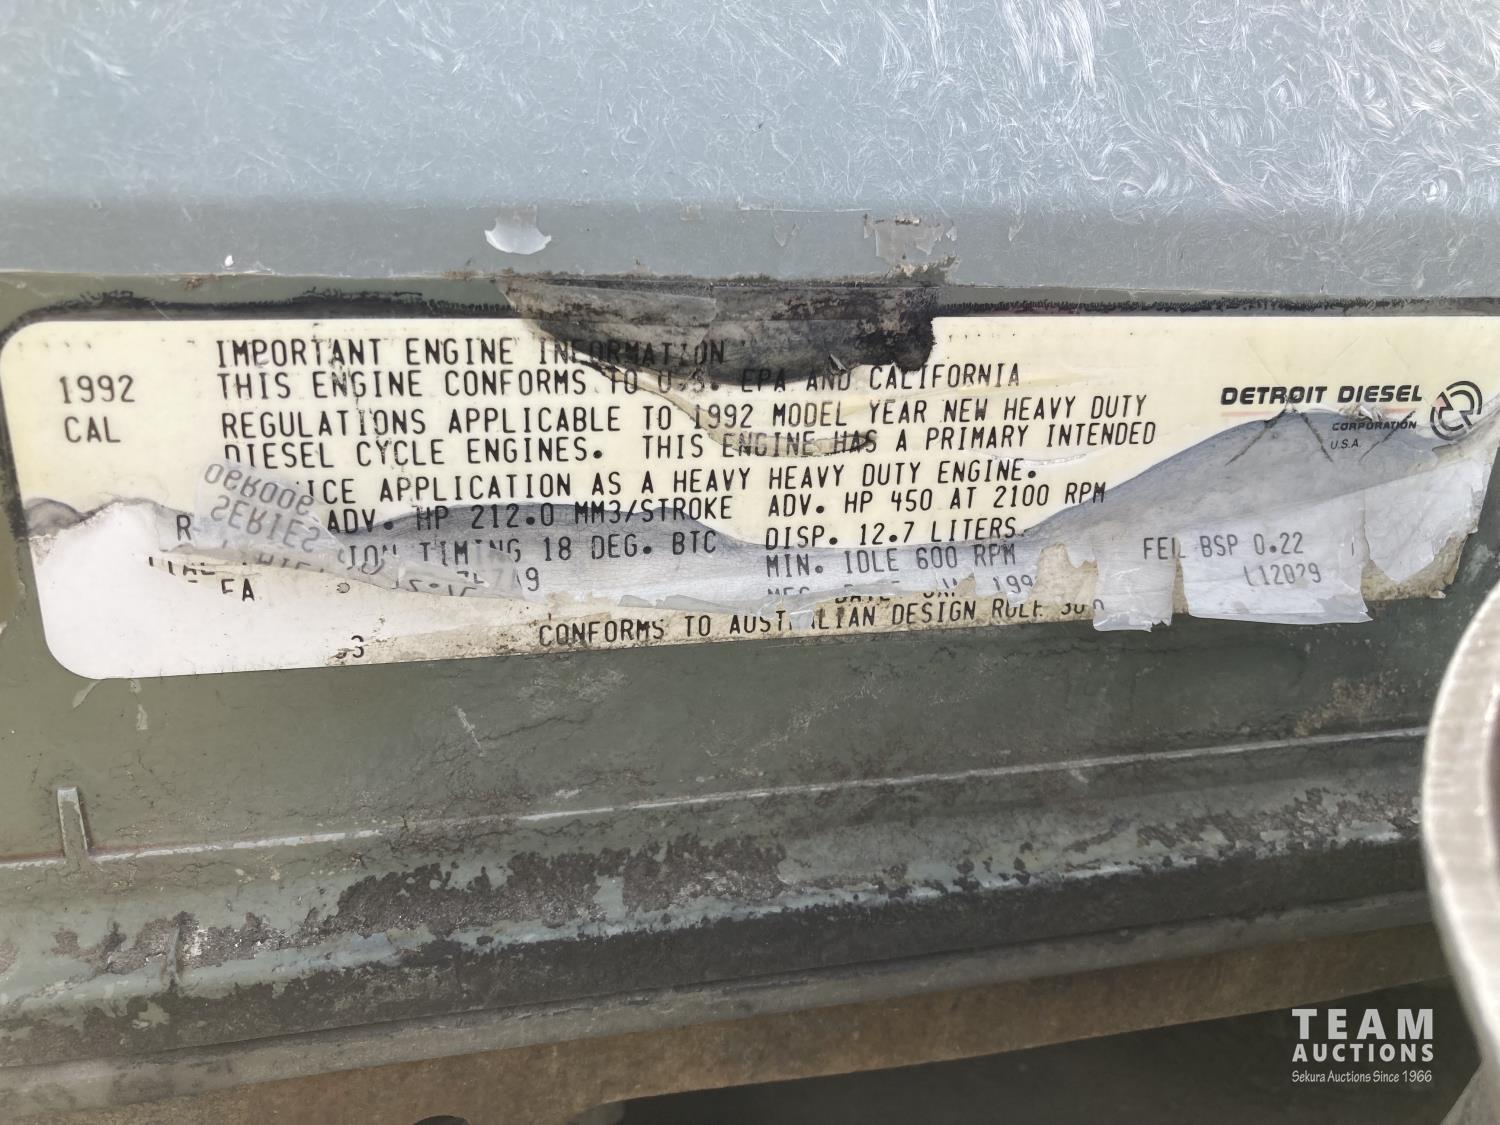 1992
CAL
IMPORTANT ENGINE INFORMATION
THIS ENGINE CONFORMS TO U.S. EPA AND CALIFORNIA
REGULATIONS APPLICABLE TO 1992 MODEL YEAR NEW HEAVY DUTY
DIESEL CYCLE ENGINES. THIS ENGINE HAS A PRIMARY INTENDED
ICE APPLICATION AS A HEAVY HEAVY DUTY ENGINE.
ADV. HP 212.0 MM3/STROKE ADV. HP 450 AT 2100 RPM
TIMING 18 DEG. BTC DISP. 12.7 LITERS.
MIN. IDLE 600 RPM
CONFORMS TO AUSTRALIAN DESIGN RULE 30
06R006
SERIES
DETROIT DIESEL
CORPORATION
U.S.A.
FEL BSP 0.22
L12029
TEAM
AUCTIONS
Sekura Auctions Since 1966